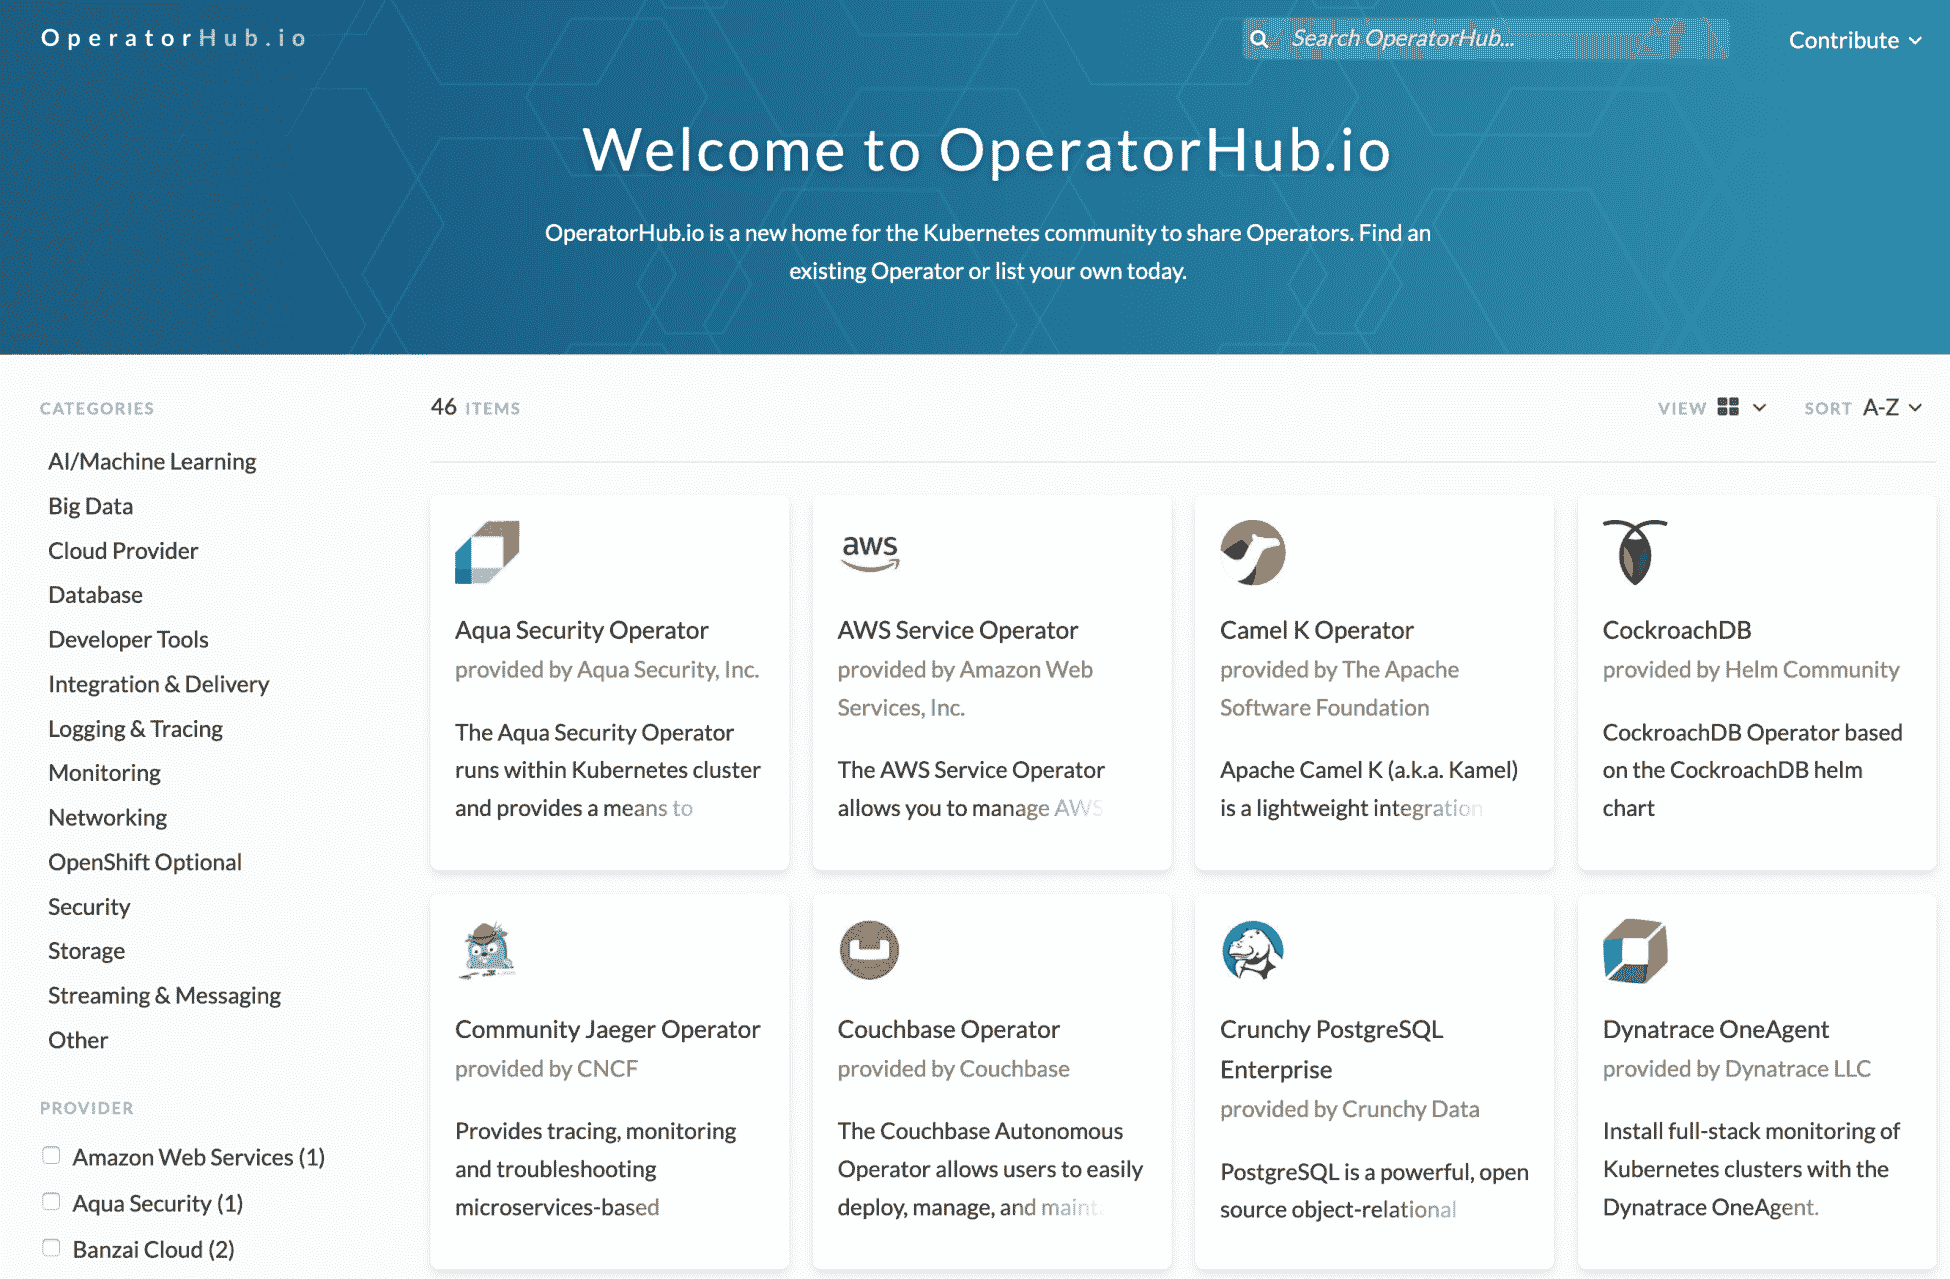 OperatorHub.io
Search OperatorHub...
Contribute
Welcome to OperatorHub.io
OperatorHub.io is a new home for the Kubernetes community to share Operators. Find an
existing Operator or list your own today.
CATEGORIES
AI/Machine Learning
Big Data
Cloud Provider
Database
Developer Tools
Integration & Delivery
Logging & Tracing
Monitoring
Networking
OpenShift Optional
Security
Storage
Streaming & Messaging
Other
PROVIDER
Amazon Web Services (1)
Aqua Security (1)
Banzai Cloud (2)
46 ITEMS
VIEW
SORT A-Z
Aqua Security Operator
provided by Aqua Security, Inc.
The Aqua Security Operator
runs within Kubernetes cluster
and provides a means to
aws
AWS Service Operator
provided by Amazon Web
Services, Inc.
The AWS Service Operator
allows you to manage AWS
Camel K Operator
provided by The Apache
Software Foundation
Apache Camel K (a.k.a. Kamel)
is a lightweight integration
CockroachDB
provided by Helm Community
CockroachDB Operator based
on the CockroachDB helm
chart
Community Jaeger Operator
provided by CNCF
Provides tracing, monitoring
and troubleshooting
microservices-based
Couchbase Operator
provided by Couchbase
The Couchbase Autonomous
Operator allows users to easily
deploy, manage, and mainta
Crunchy PostgreSQL
Enterprise
provided by Crunchy Data
PostgreSQL is a powerful, open
source object-relational
Dynatrace OneAgent
provided by Dynatrace LLC
Install full-stack monitoring of
Kubernetes clusters with the
Dynatrace OneAgent.